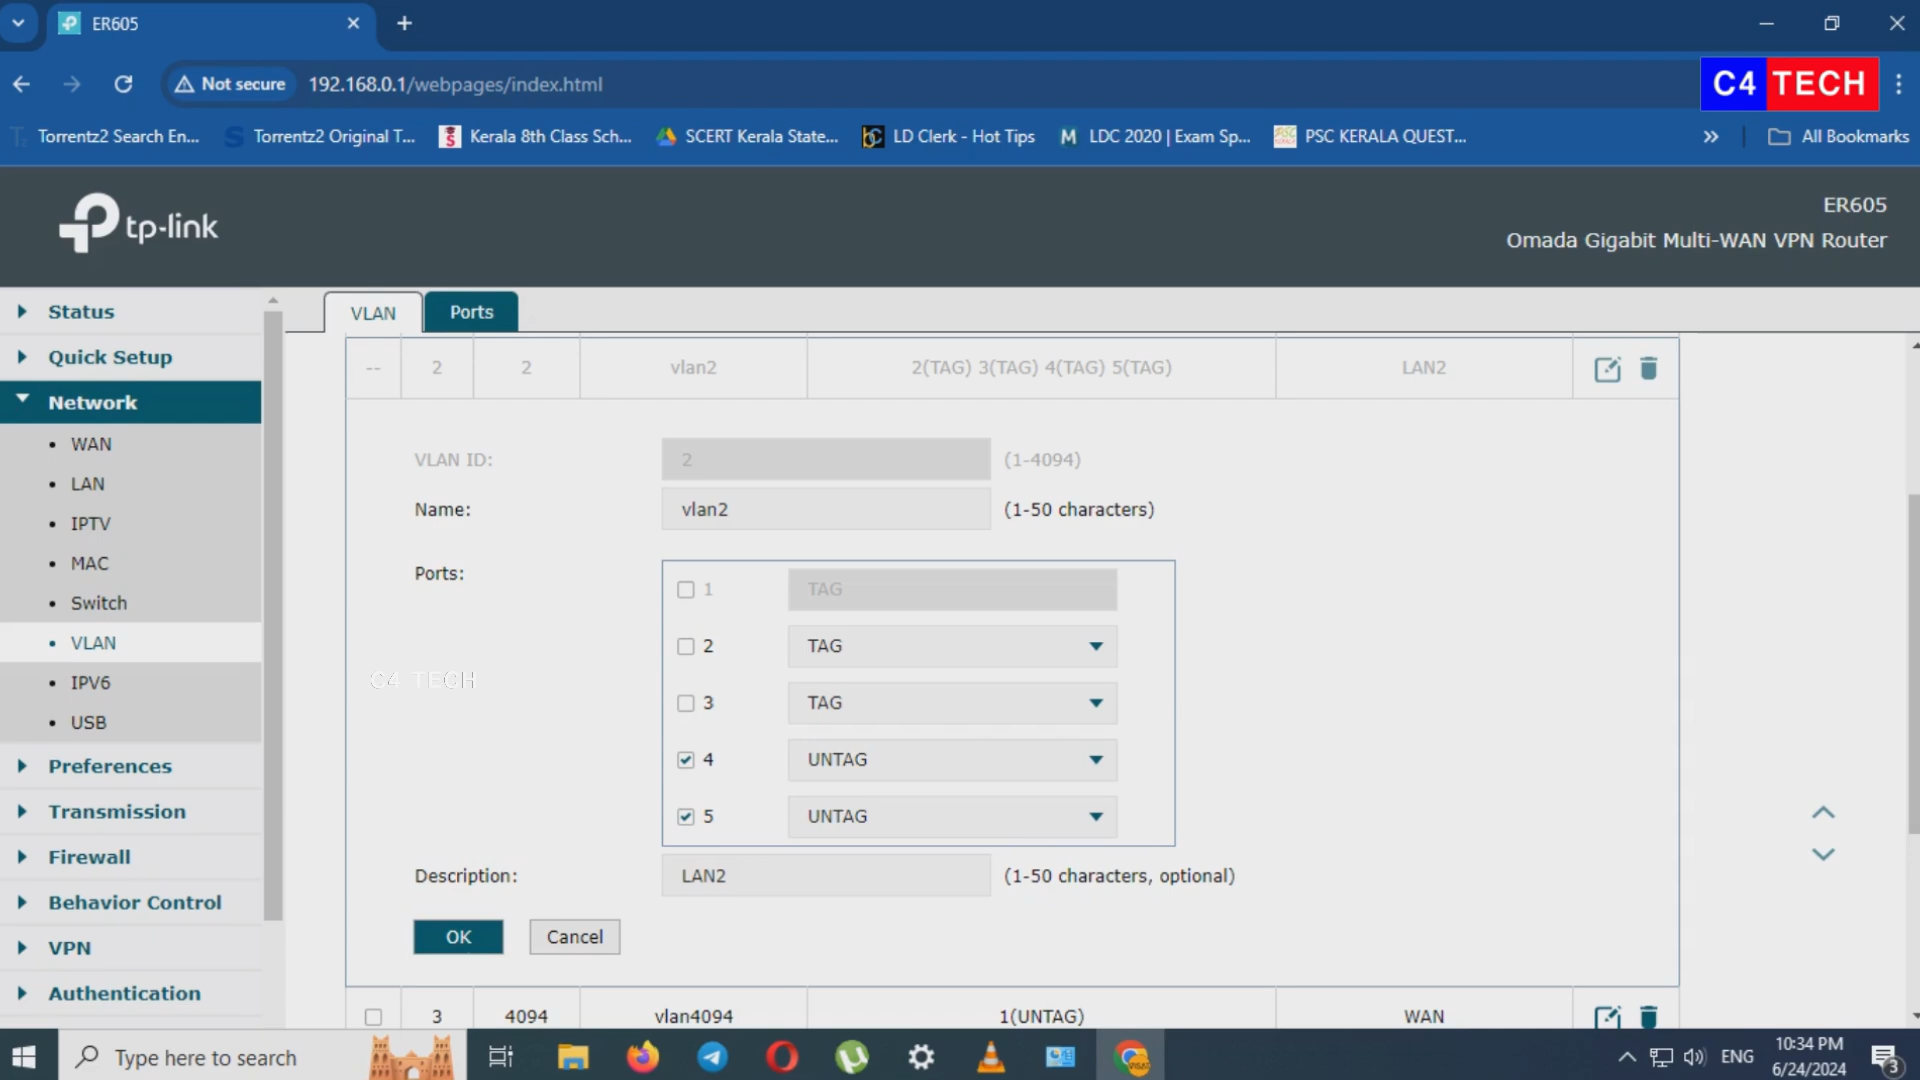 ER605
Not secure 192.168.0.1/webpages/index.html
C4 TECH
Torrentz2 Search En... Torrentz2 Original T... Kerala 8th Class Sch... SCERT Kerala State... LD Clerk - Hot Tips LDC 2020 | Exam Sp... PSC KERALA QUEST... » All Bookmarks
tp-link
ER605
Omada Gigabit Multi-WAN VPN Router
Status
Quick Setup
Network
WAN
LAN
IPTV
MAC
Switch
VLAN
IPV6
USB
Preferences
Transmission
Firewall
Behavior Control
VPN
Authentication
VLAN Ports
-- 2 2 vlan2 2(TAG) 3(TAG) 4(TAG) 5(TAG) LAN2
VLAN ID: 2 (1-4094)
Name: vlan2 (1-50 characters)
Ports:
1 TAG
2 TAG
3 TAG
4 UNTAG
5 UNTAG
C4 TECH
Description: LAN2 (1-50 characters, optional)
OK Cancel
3 4094 vlan4094 1(UNTAG) WAN
Type here to search
ENG
10:34 PM
6/24/2024
3